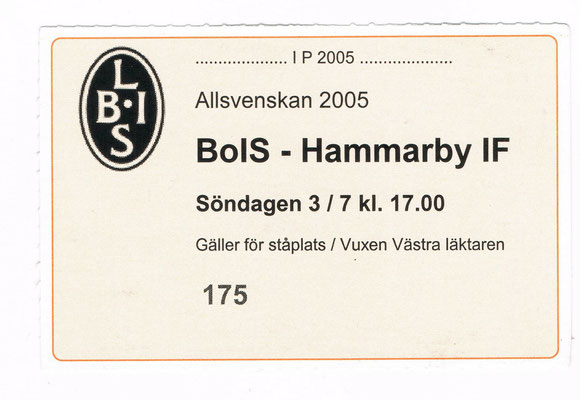 L
B·I
S
.................... I P 2005 ....................
Allsvenskan 2005
BoIS - Hammarby IF
Söndagen 3 / 7 kl. 17.00
Gäller för ståplats / Vuxen Västra läktaren
175